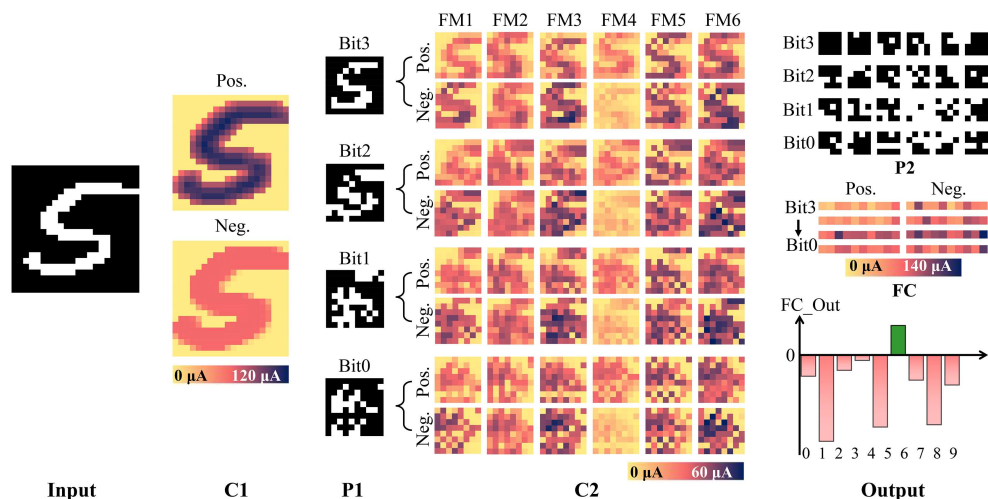 FM1 FM2 FM3 FM4 FM5 FM6
Bit3
Pos.
Neg.
Bit2
Pos.
Neg.
Bit1
Pos.
Neg.
Bit0
Pos.
Neg.
Pos.
Neg.
0 μA 120 μA
0 μA 60 μA
Bit3
Bit2
Bit1
Bit0
P2
Pos. Neg.
Bit3
Bit0
0 μA 140 μA
FC
FC_Out
0
0 1 2 3 4 5 6 7 8 9
Input C1 P1 C2 Output